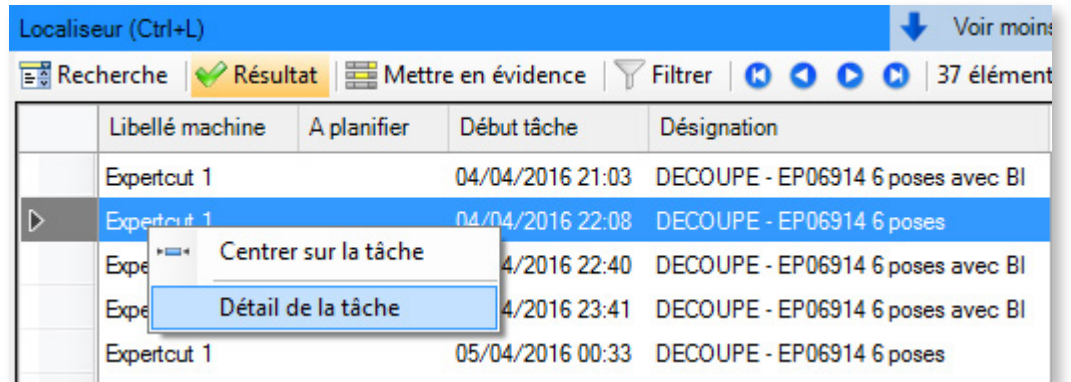 Localiseur (Ctrl+L) Voir moins
Recherche Résultat Mettre en évidence Filtrer 37 élément
Libellé machine A planifier Début tâche Désignation
Expertcut 1 04/04/2016 21:03 DECOUPE - EP06914 6 poses avec BI
Expertcut 1 04/04/2016 22:08 DECOUPE - EP06914 6 poses
Centrer sur la tâche
Expe 4/2016 22:40 DECOUPE - EP06914 6 poses avec BI
Expe Détail de la tâche 4/2016 23:41 DECOUPE - EP06914 6 poses avec BI
Expertcut 1 05/04/2016 00:33 DECOUPE - EP06914 6 poses